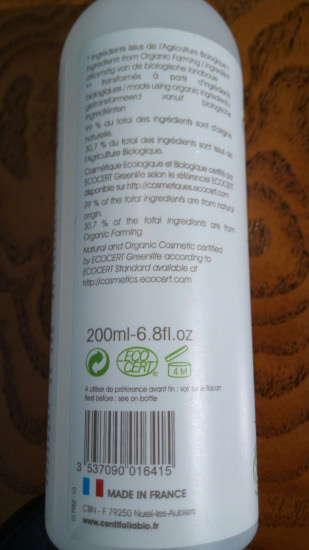 * Ingrédients issus de l'Agriculture Biologique /
Ingredients from Organic Farming / Ingrediënten
afkomstig van de biologische landbouw
** transformés à partir d'ingrédients
biologiques / made using organic ingredients /
getransformeerd vanuit biologische
ingrediënten
99 % du total des ingrédients sont d'origine
naturelle.
30.7 % du total des ingrédients sont issus de
l'Agriculture Biologique.
Cosmétique Ecologique et Biologique certifié par
ECOCERT Greenlife selon le référentiel ECOCERT
disponible sur http://cosmetiques.ecocert.com
99 % of the total ingredients are from natural
origin.
30.7 % of the total ingredients are from
Organic Farming.
Natural and Organic Cosmetic certified
by ECOCERT Greenlife according to
ECOCERT Standard available at
http://cosmetics.ecocert.com
200ml-6.8fl.oz
ECO
CERT
4 M
A utiliser de préférence avant fin : voir sur flacon
Best before : see on bottle
3 537090 016415
MADE IN FRANCE
CBN - F 79250 Nueil-les-Aubiers
www.centifoliabio.fr